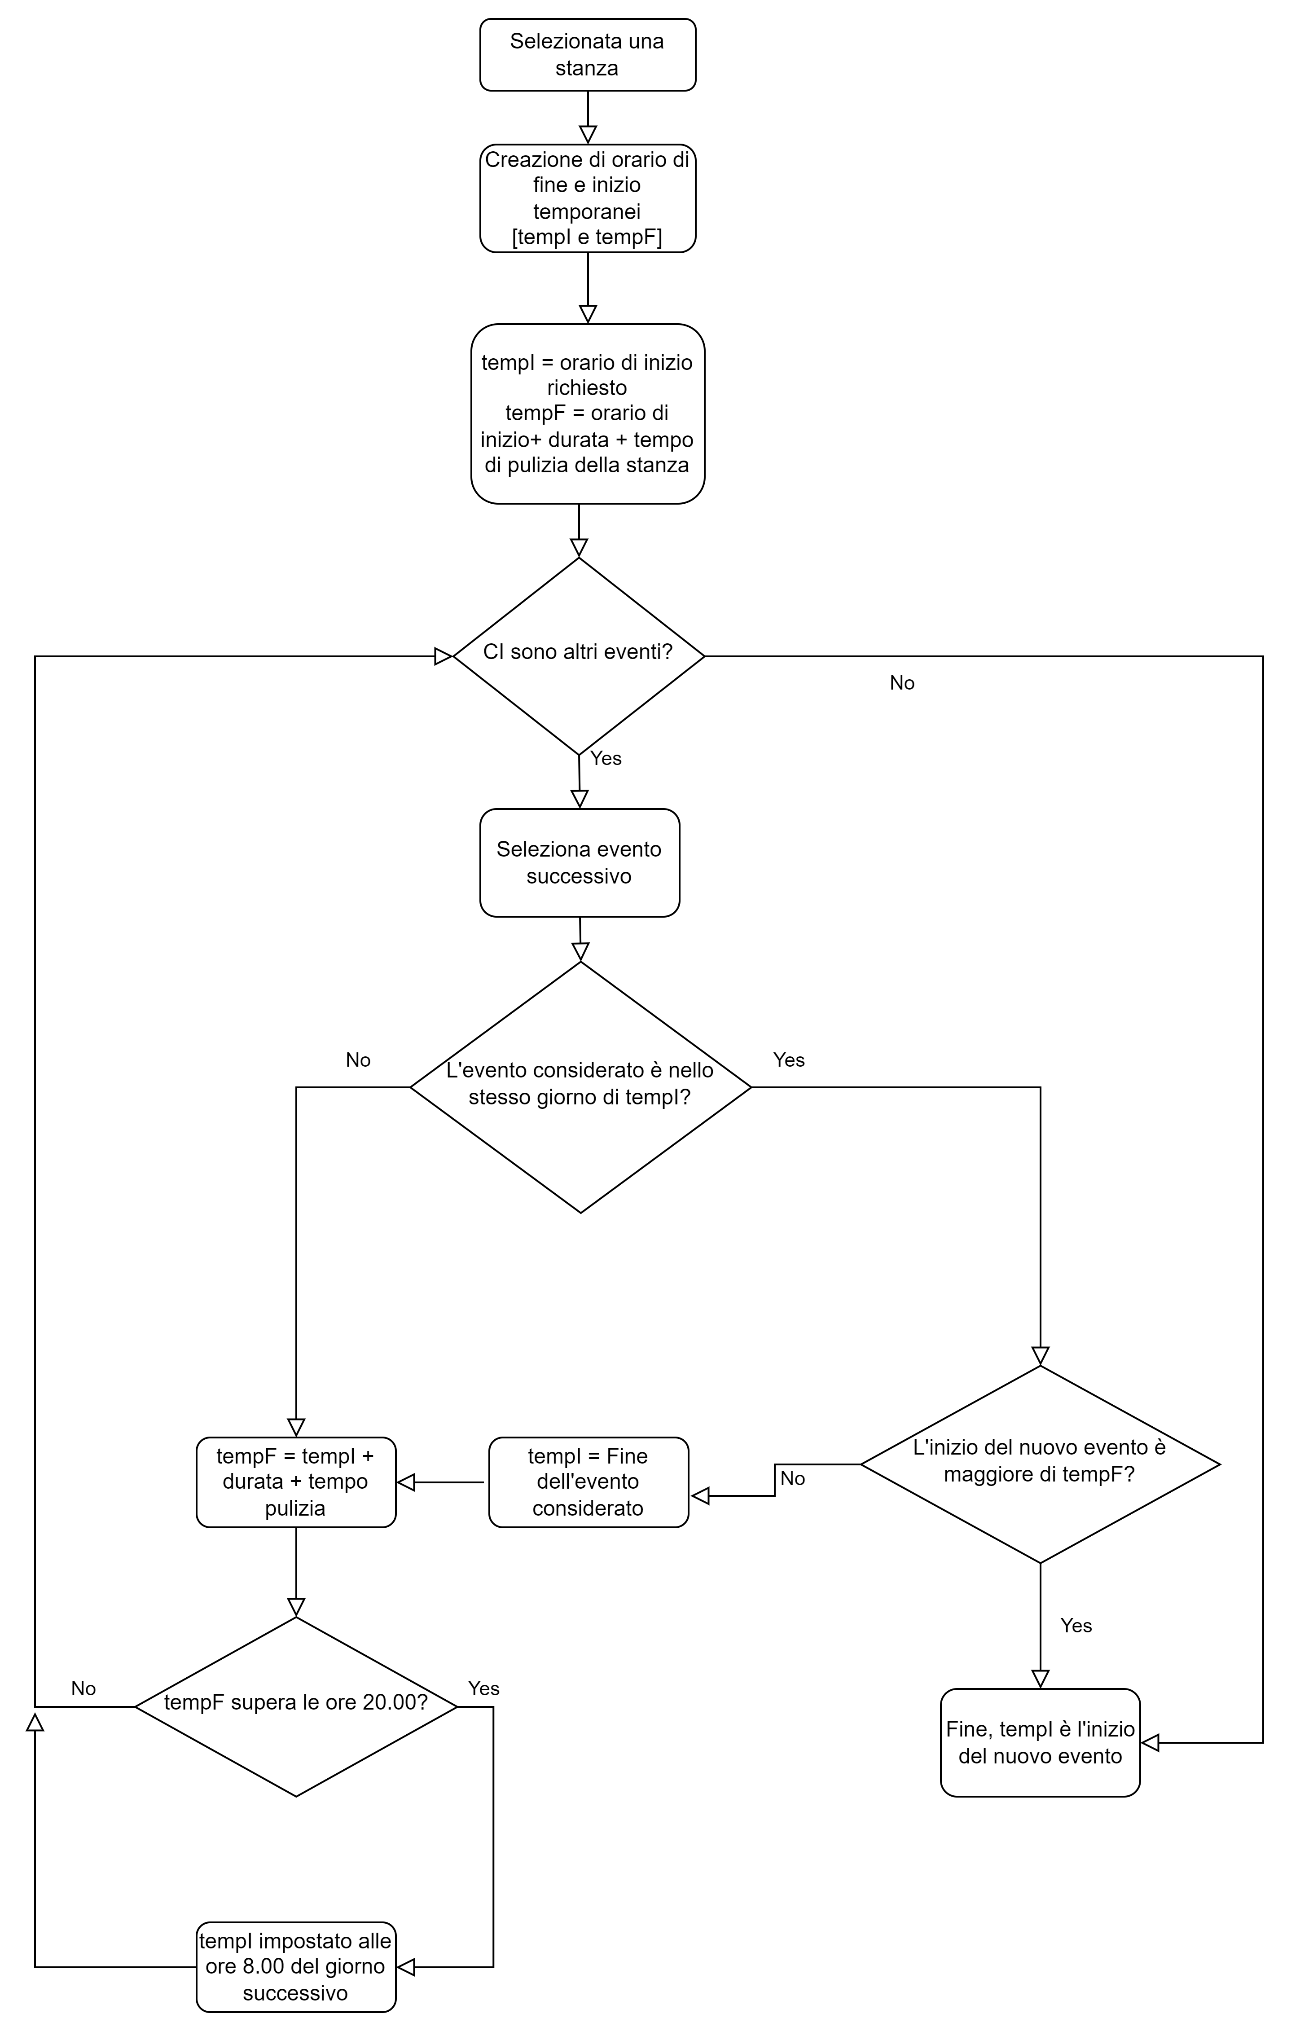 Selezionata una
stanza
Creazione di orario di
fine e inizio
temporanei
[tempI e tempF]
tempI = orario di inizio
richiesto
tempF = orario di
inizio+ durata + tempo
di pulizia della stanza
CI sono altri eventi?
No
Yes
Seleziona evento
successivo
No
Yes
L'evento considerato è nello
stesso giorno di tempI?
tempF = tempI +
durata + tempo
pulizia
tempI = Fine
dell'evento
considerato
No
L'inizio del nuovo evento è
maggiore di tempF?
Yes
No
tempF supera le ore 20.00?
Yes
Fine, tempI è l'inizio
del nuovo evento
tempI impostato alle
ore 8.00 del giorno
successivo